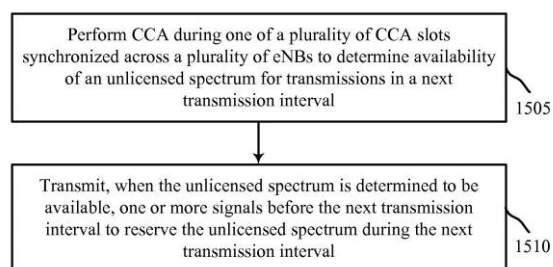 Perform CCA during one of a plurality of CCA slots
synchronized across a plurality of eNBs to determine availability
of an unlicensed spectrum for transmissions in a next
transmission interval
1505
Transmit, when the unlicensed spectrum is determined to be
available, one or more signals before the next transmission
interval to reserve the unlicensed spectrum during the next
transmission interval
1510